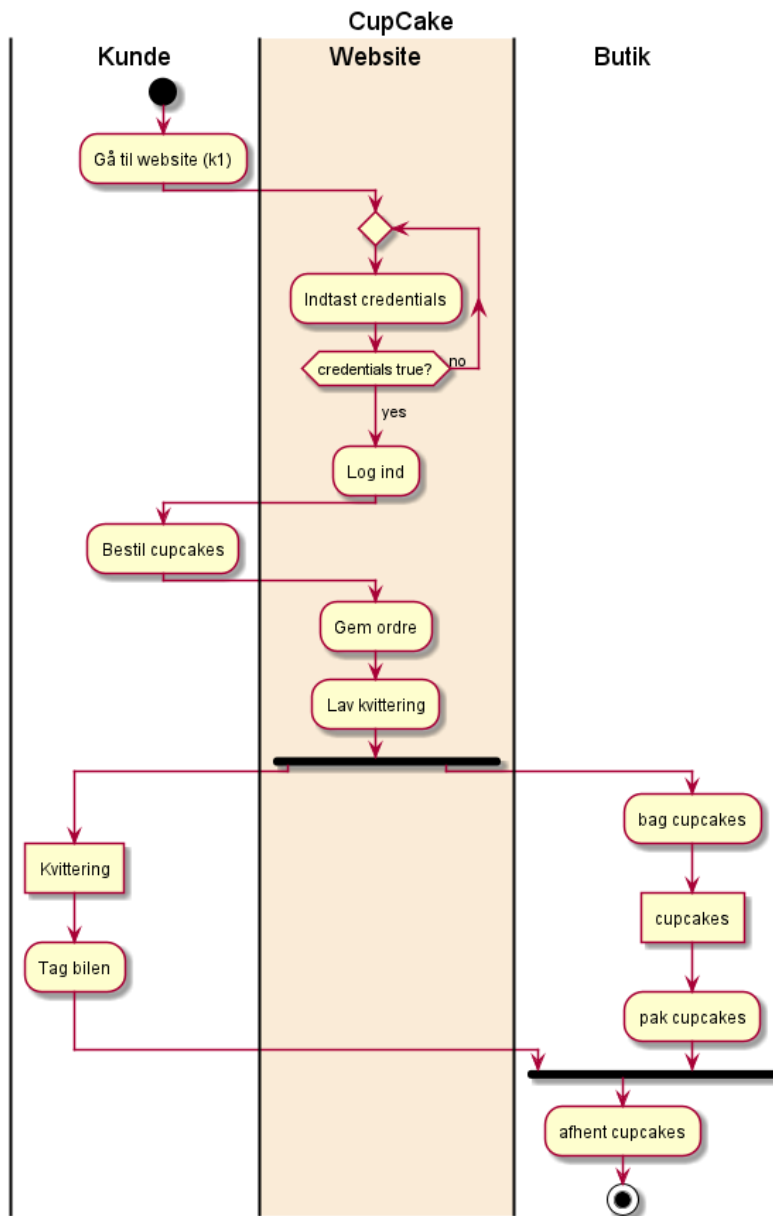 CupCake
Kunde
Website
Butik
Gå til website (k1)
Indtast credentials
credentials true?
no
yes
Log ind
Bestil cupcakes
Gem ordre
Lav kvittering
bag cupcakes
Kvittering
cupcakes
Tag bilen
pak cupcakes
afhent cupcakes